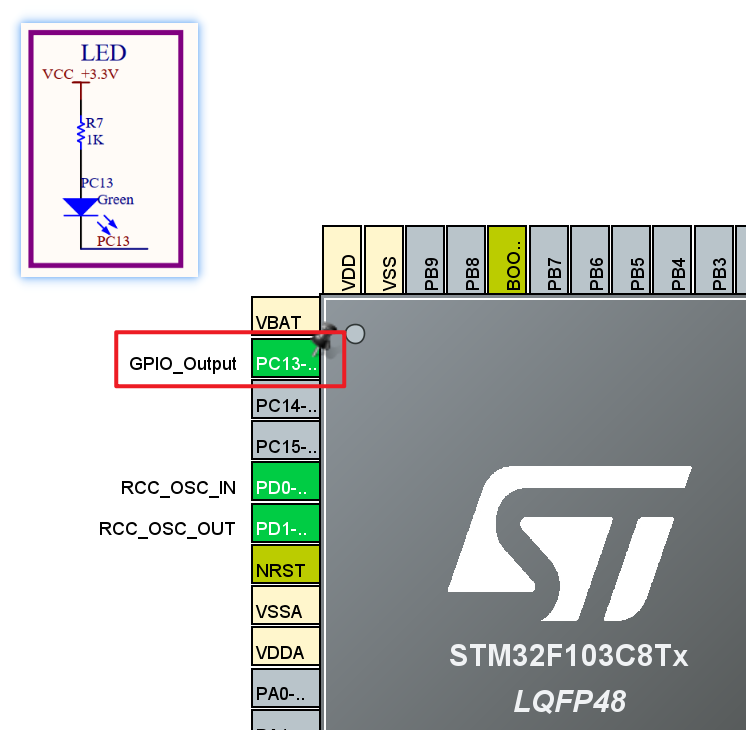 LED
VCC +3.3V
R7
1K
PC13
Green
PC13
VDD
VSS
PB9
PB8
BOO..
PB7
PB6
PB5
PB4
PB3
VBAT
GPIO_Output
PC13-..
PC14-..
PC15-..
RCC_OSC_IN
PD0-..
RCC_OSC_OUT
PD1-..
NRST
VSSA
VDDA
PA0-..
ST
STM32F103C8Tx
LQFP48